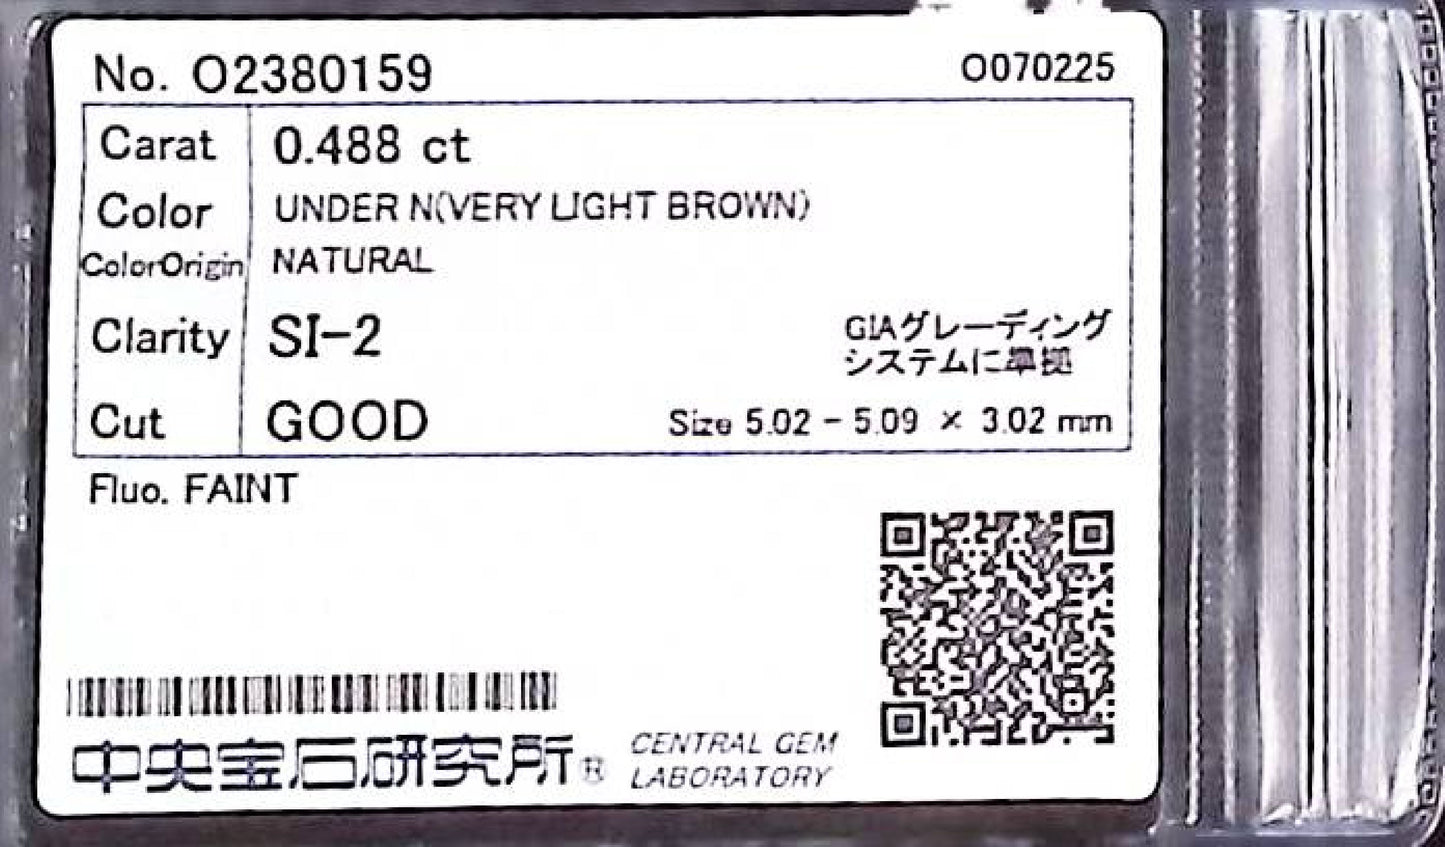 No. O2380159 O070225
Carat 0.488 ct
Color UNDER N(VERY LIGHT BROWN)
ColorOrigin NATURAL
Clarity SI-2
GIAグレーディング
システムに準拠
Cut GOOD Size 5.02 - 5.09 × 3.02 mm
Fluo. FAINT
中央宝石研究所® CENTRAL GEM
LABORATORY